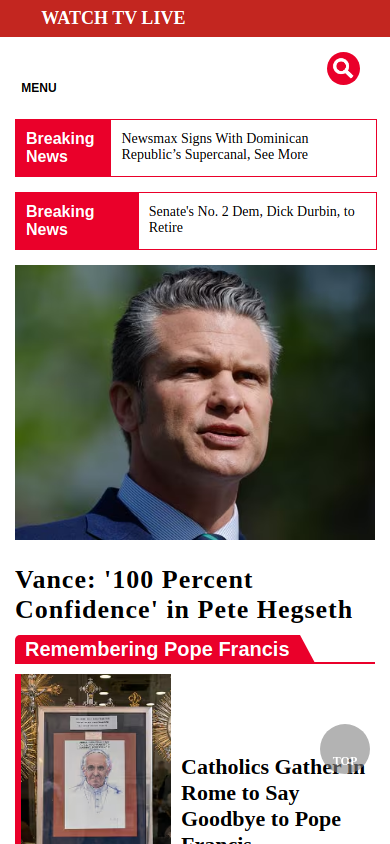 WATCH TV LIVE
MENU
Breaking
News
Newsmax Signs With Dominican
Republic’s Supercanal, See More
Breaking
News
Senate's No. 2 Dem, Dick Durbin, to
Retire
Vance: '100 Percent
Confidence' in Pete Hegseth
Remembering Pope Francis
TOP
Catholics Gather in
Rome to Say
Goodbye to Pope
Francis